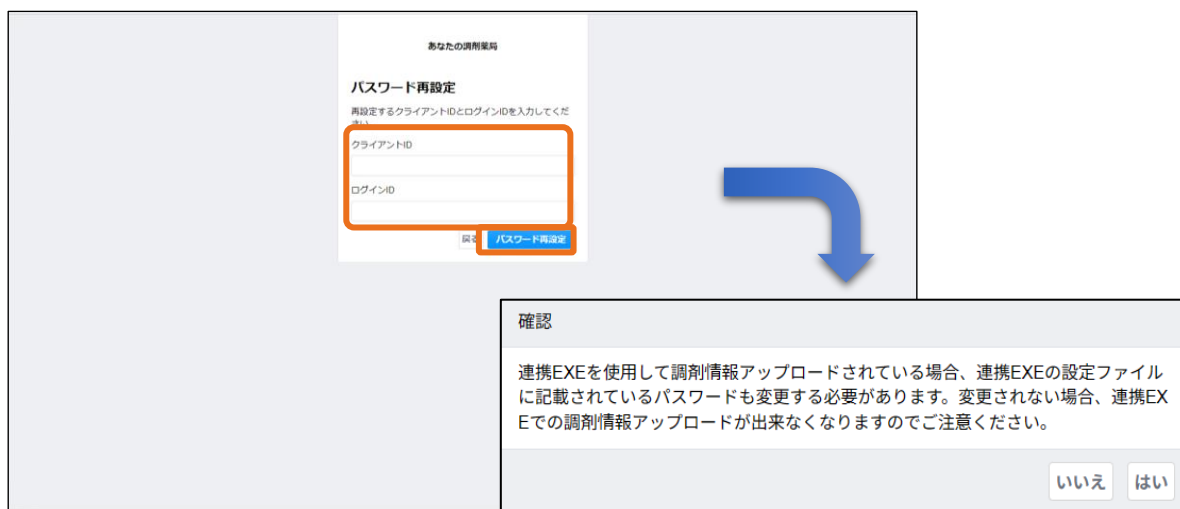 あなたの調剤薬局
パスワード再設定
再設定するクライアントIDとログインIDを入力してくだ
さい
クライアントID
ログインID
戻る
パスワード再設定
確認
連携EXEを使用して調剤情報アップロードされている場合、連携EXEの設定ファイル
に記載されているパスワードも変更する必要があります。変更されない場合、連携EX
Eでの調剤情報アップロードが出来なくなりますのでご注意ください。
いいえ
はい